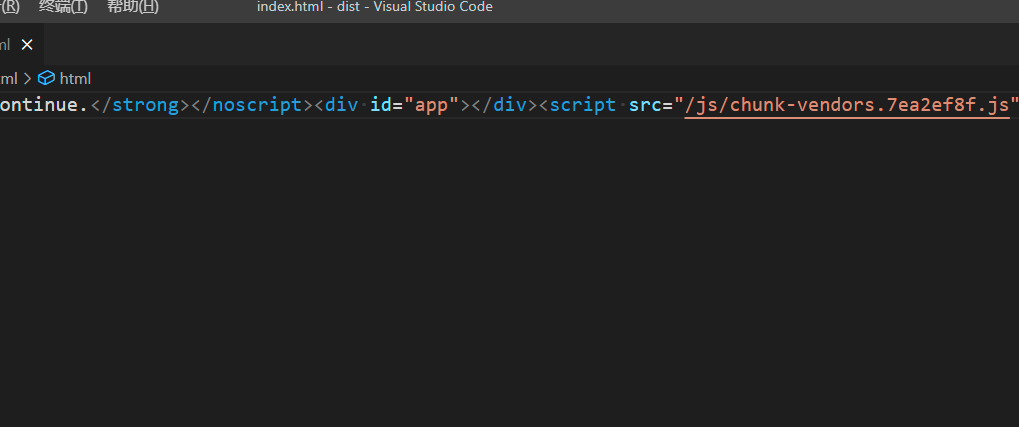 (R) 终端(T) 帮助(H) index.html - dist - Visual Studio Code
ml ×
ml > html
ontinue.</strong></noscript><div id="app"></div><script src="/js/chunk-vendors.7ea2ef8f.js"